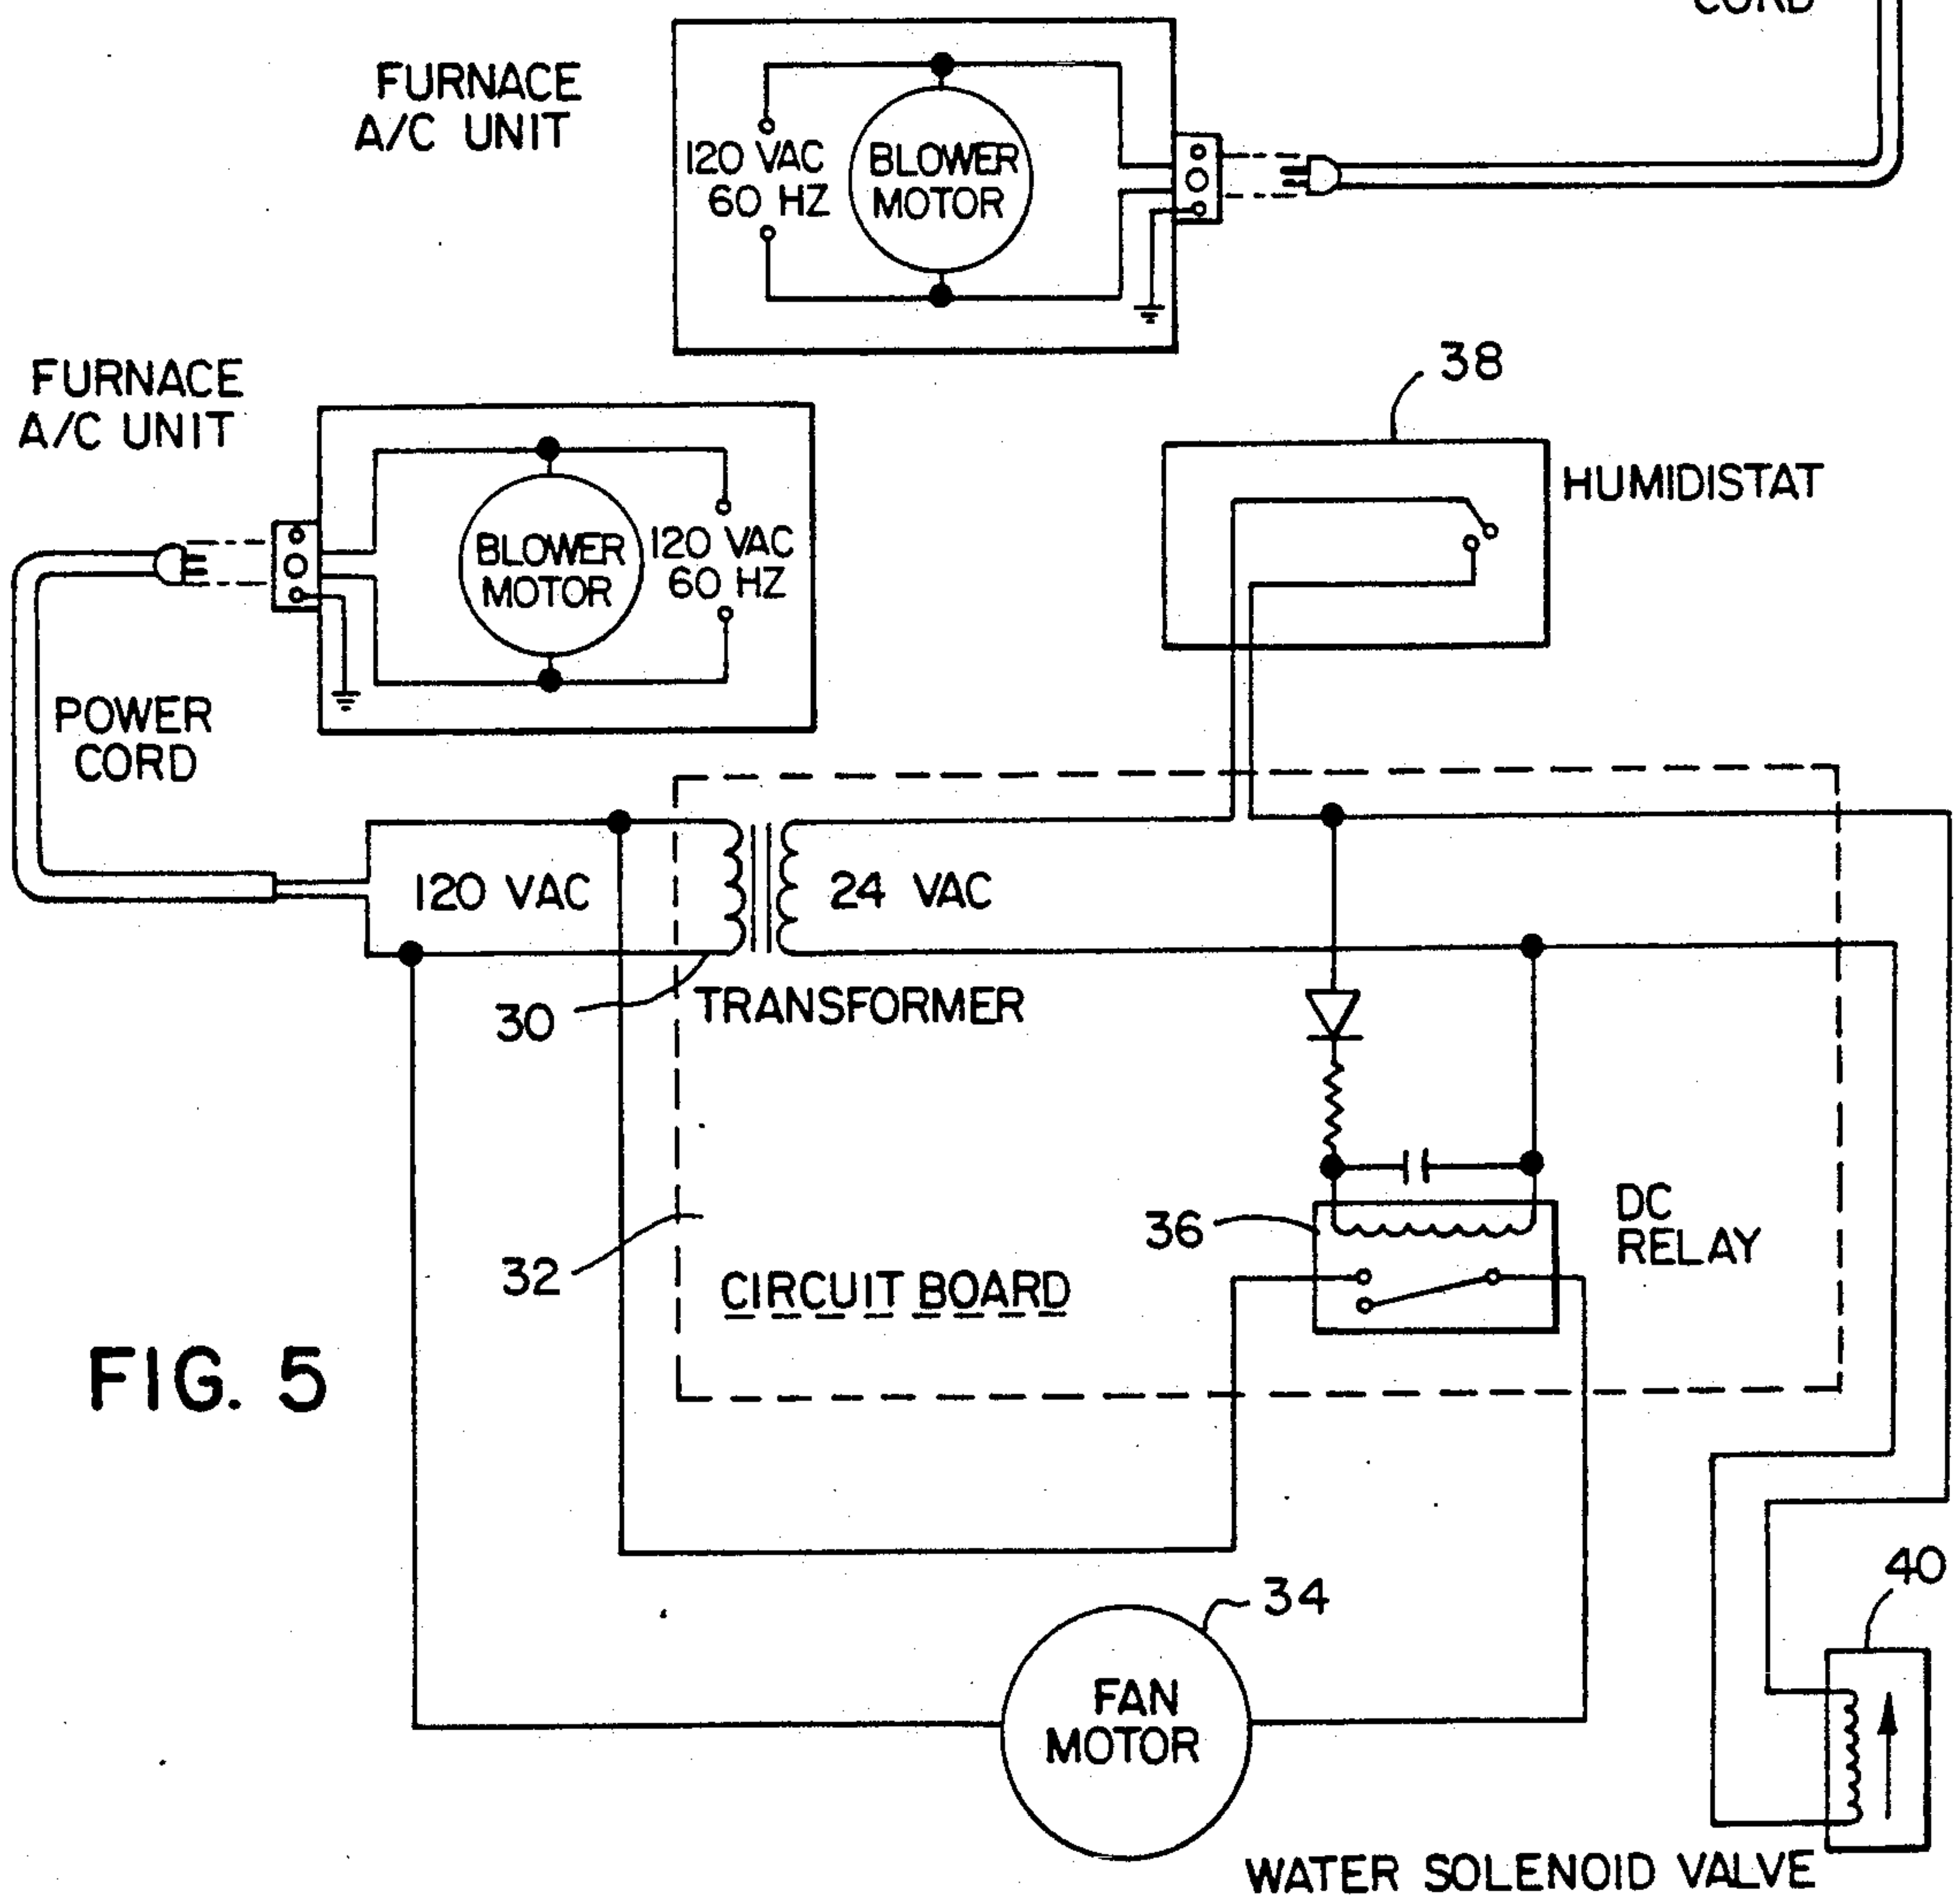 CORD
FURNACE
A/C UNIT
120 VAC
60 HZ
BLOWER
MOTOR
38
FURNACE
A/C UNIT
HUMIDISTAT
BLOWER
MOTOR
120 VAC
60 HZ
POWER
CORD
120 VAC
24 VAC
30
TRANSFORMER
36
DC
RELAY
32
CIRCUIT BOARD
FIG. 5
34
40
FAN
MOTOR
WATER SOLENOID VALVE